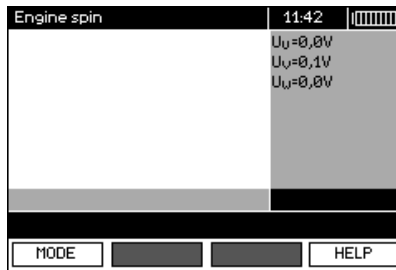 Engine spin 11:42
Uᵤ=0,0V
Uᵥ=0,1V
U𝓌=0,0V
MODE HELP